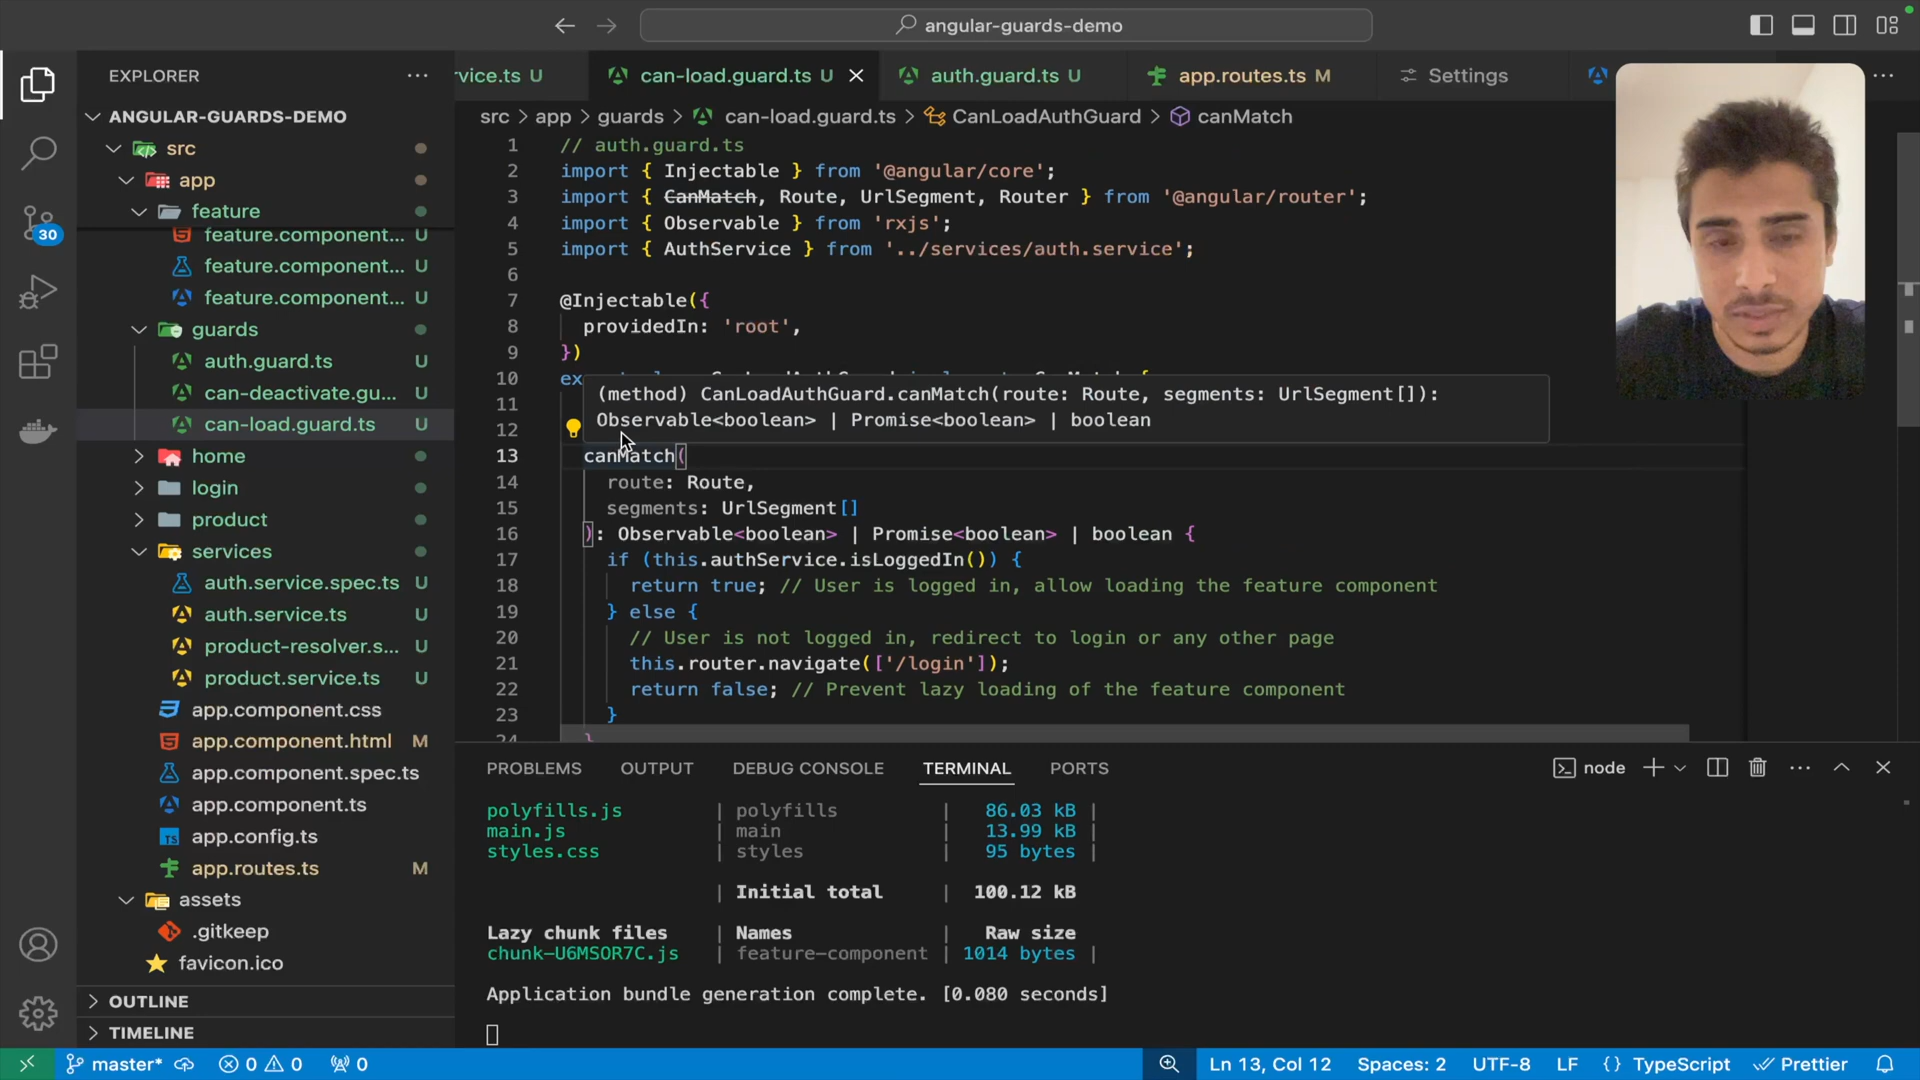 angular-guards-demo
EXPLORER
ANGULAR-GUARDS-DEMO
src
app
feature
feature.component... U
feature.component... U
feature.component... U
guards
auth.guard.ts U
can-deactivate.gu... U
can-load.guard.ts U
home
login
product
services
auth.service.spec.ts U
auth.service.ts U
product-resolver.s... U
product.service.ts U
app.component.css
app.component.html M
app.component.spec.ts
app.component.ts
app.config.ts
app.routes.ts M
assets
.gitkeep
favicon.ico
OUTLINE
TIMELINE
30
rvice.ts U
can-load.guard.ts U
auth.guard.ts U
app.routes.ts M
Settings
src > app > guards > can-load.guard.ts > CanLoadAuthGuard > canMatch
1 // auth.guard.ts
2 import { Injectable } from '@angular/core';
3 import { CanMatch, Route, UrlSegment, Router } from '@angular/router';
4 import { Observable } from 'rxjs';
5 import { AuthService } from '../services/auth.service';
6
7 @Injectable({
8 providedIn: 'root',
9 })
10 ex
(method) CanLoadAuthGuard.canMatch(route: Route, segments: UrlSegment[]):
11
Observable<boolean> | Promise<boolean> | boolean
12
13 canMatch(
14 route: Route,
15 segments: UrlSegment[]
16 ): Observable<boolean> | Promise<boolean> | boolean {
17 if (this.authService.isLoggedIn()) {
18 return true; // User is logged in, allow loading the feature component
19 } else {
20 // User is not logged in, redirect to login or any other page
21 this.router.navigate(['/login']);
22 return false; // Prevent lazy loading of the feature component
23 }
24 }
PROBLEMS OUTPUT DEBUG CONSOLE TERMINAL PORTS
node
polyfills.js | polyfills | 86.03 kB |
main.js | main | 13.99 kB |
styles.css | styles | 95 bytes |
| Initial total | 100.12 kB
Lazy chunk files | Names | Raw size
chunk-U6MSOR7C.js | feature-component | 1014 bytes |
Application bundle generation complete. [0.080 seconds]
master* 0 0 0
Ln 13, Col 12 Spaces: 2 UTF-8 LF {} TypeScript Prettier